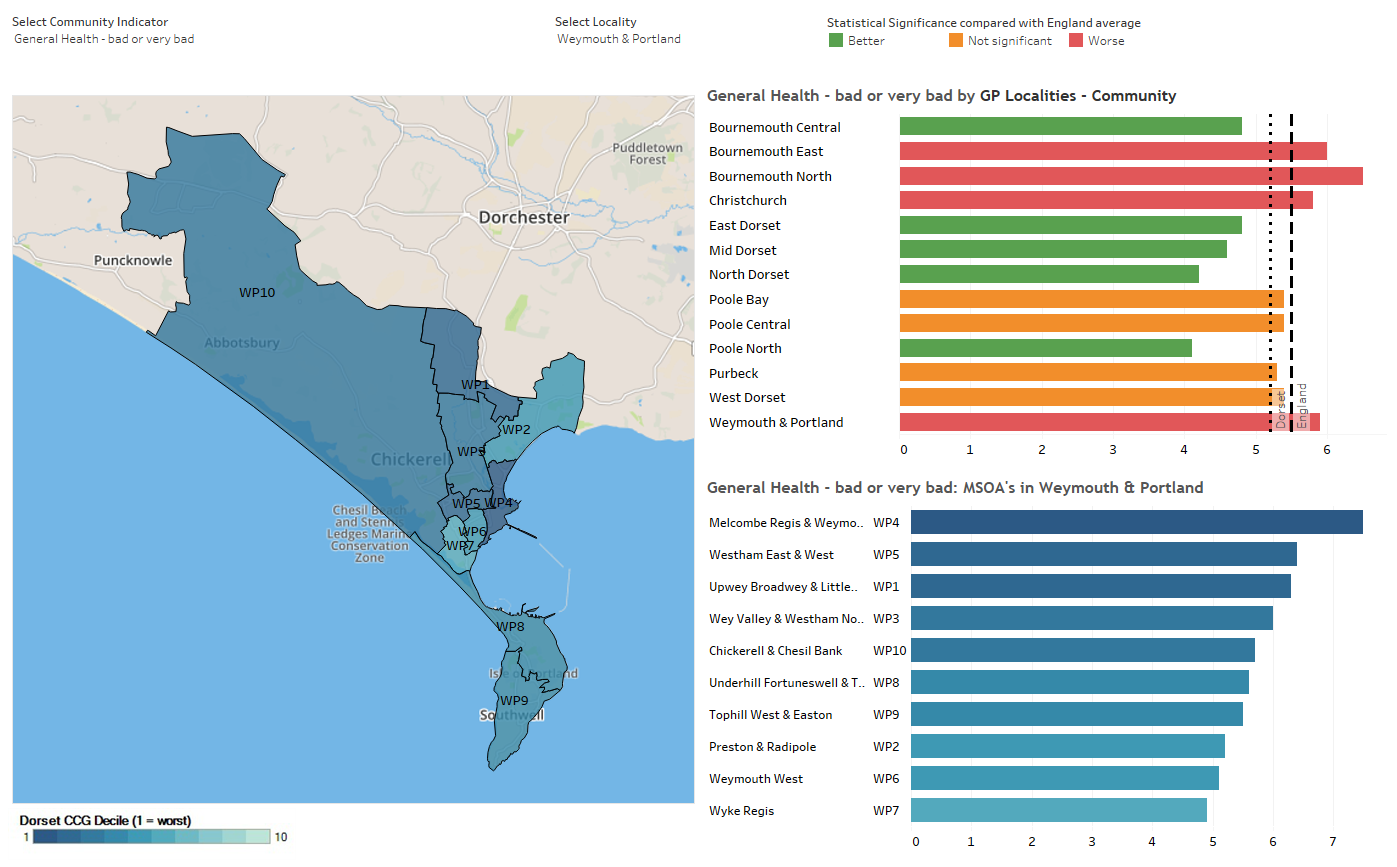 Select Community Indicator
General Health - bad or very bad
Select Locality
Weymouth & Portland
Statistical Significance compared with England average
Better
Not significant
Worse
Puddletown
Forest
Dorchester
Puncknowle
WP10
Abbotsbury
WP1
WP2
WP3
Chickerell
WP5
WP4
Chesil Beach
and Stennis
Ledges Marine
Conservation
Zone
WP6
WP7
WP8
Isle of Portland
WP9
Southwell
Dorset CCG Decile (1 = worst)
1
10
General Health - bad or very bad by GP Localities - Community
Bournemouth Central
Bournemouth East
Bournemouth North
Christchurch
East Dorset
Mid Dorset
North Dorset
Poole Bay
Poole Central
Poole North
Purbeck
West Dorset
Weymouth & Portland
Dorset
England
0 1 2 3 4 5 6
General Health - bad or very bad: MSOA's in Weymouth & Portland
Melcombe Regis & Weymo.. WP4
Westham East & West WP5
Upwey Broadwey & Little.. WP1
Wey Valley & Westham No.. WP3
Chickerell & Chesil Bank WP10
Underhill Fortuneswell & T.. WP8
Tophill West & Easton WP9
Preston & Radipole WP2
Weymouth West WP6
Wyke Regis WP7
0 1 2 3 4 5 6 7